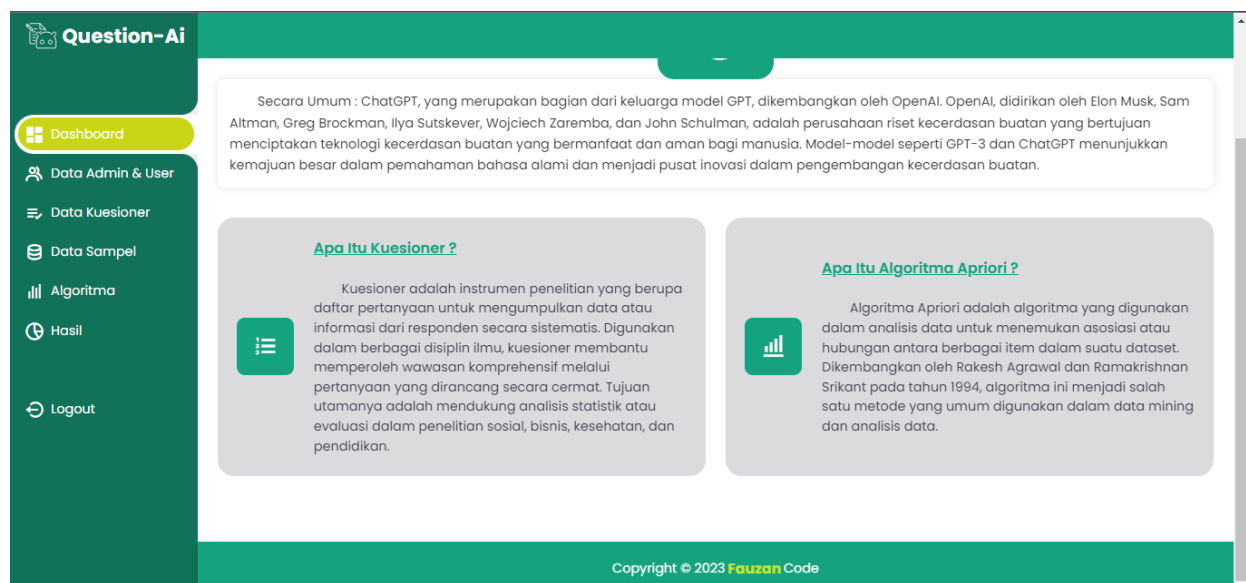 Question-Ai
Dashboard
Data Admin & User
Data Kuesioner
Data Sampel
Algoritma
Hasil
Logout
Secara Umum : ChatGPT, yang merupakan bagian dari keluarga model GPT, dikembangkan oleh OpenAI. OpenAI, didirikan oleh Elon Musk, Sam
Altman, Greg Brockman, Ilya Sutskever, Wojciech Zaremba, dan John Schulman, adalah perusahaan riset kecerdasan buatan yang bertujuan
menciptakan teknologi kecerdasan buatan yang bermanfaat dan aman bagi manusia. Model-model seperti GPT-3 dan ChatGPT menunjukkan
kemajuan besar dalam pemahaman bahasa alami dan menjadi pusat inovasi dalam pengembangan kecerdasan buatan.
Apa Itu Kuesioner ?
Kuesioner adalah instrumen penelitian yang berupa
daftar pertanyaan untuk mengumpulkan data atau
informasi dari responden secara sistematis. Digunakan
dalam berbagai disiplin ilmu, kuesioner membantu
memperoleh wawasan komprehensif melalui
pertanyaan yang dirancang secara cermat. Tujuan
utamanya adalah mendukung analisis statistik atau
evaluasi dalam penelitian sosial, bisnis, kesehatan, dan
pendidikan.
Apa Itu Algoritma Apriori ?
Algoritma Apriori adalah algoritma yang digunakan
dalam analisis data untuk menemukan asosiasi atau
hubungan antara berbagai item dalam suatu dataset.
Dikembangkan oleh Rakesh Agrawal dan Ramakrishnan
Srikant pada tahun 1994, algoritma ini menjadi salah
satu metode yang umum digunakan dalam data mining
dan analisis data.
Copyright © 2023 Fauzan Code